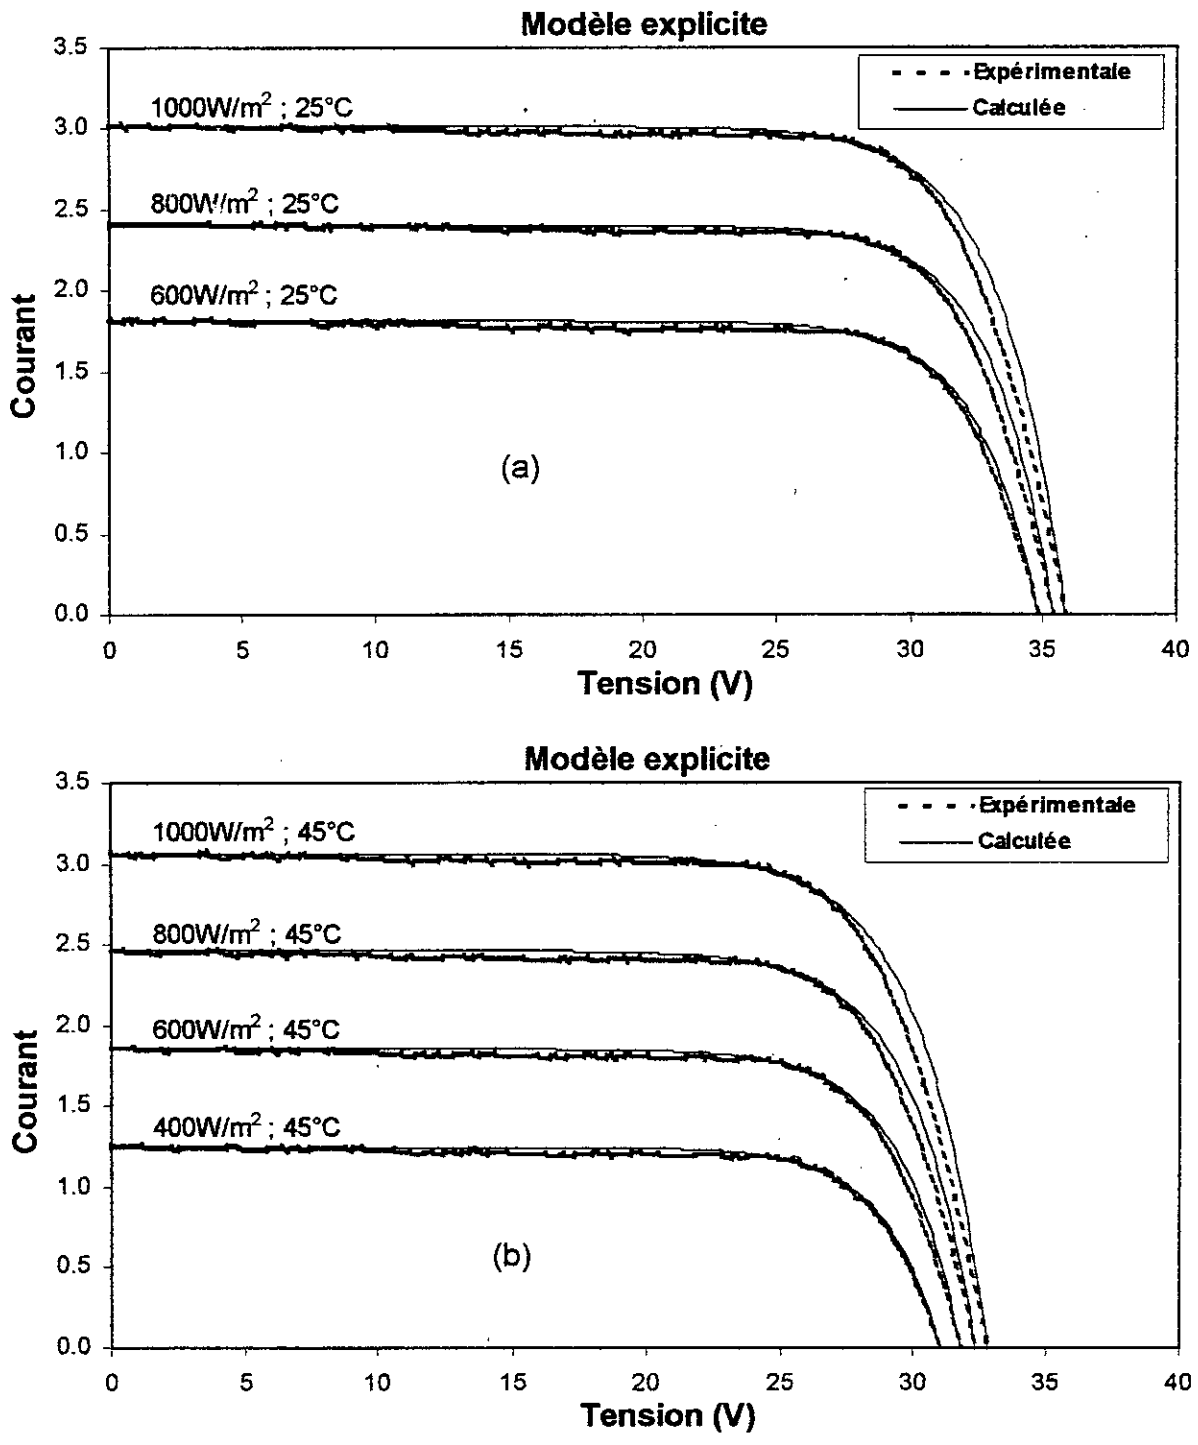 Modèle explicite
3.5
3.0
2.5
2.0
1.5
1.0
0.5
0.0
Courant
Expérimentale
Calculée
1000W/m² ; 25°C
800W/m² ; 25°C
600W/m² ; 25°C
(a)
0 5 10 15 20 25 30 35 40
Tension (V)
Modèle explicite
3.5
3.0
2.5
2.0
1.5
1.0
0.5
0.0
Courant
Expérimentale
Calculée
1000W/m² ; 45°C
800W/m² ; 45°C
600W/m² ; 45°C
400W/m² ; 45°C
(b)
0 5 10 15 20 25 30 35 40
Tension (V)